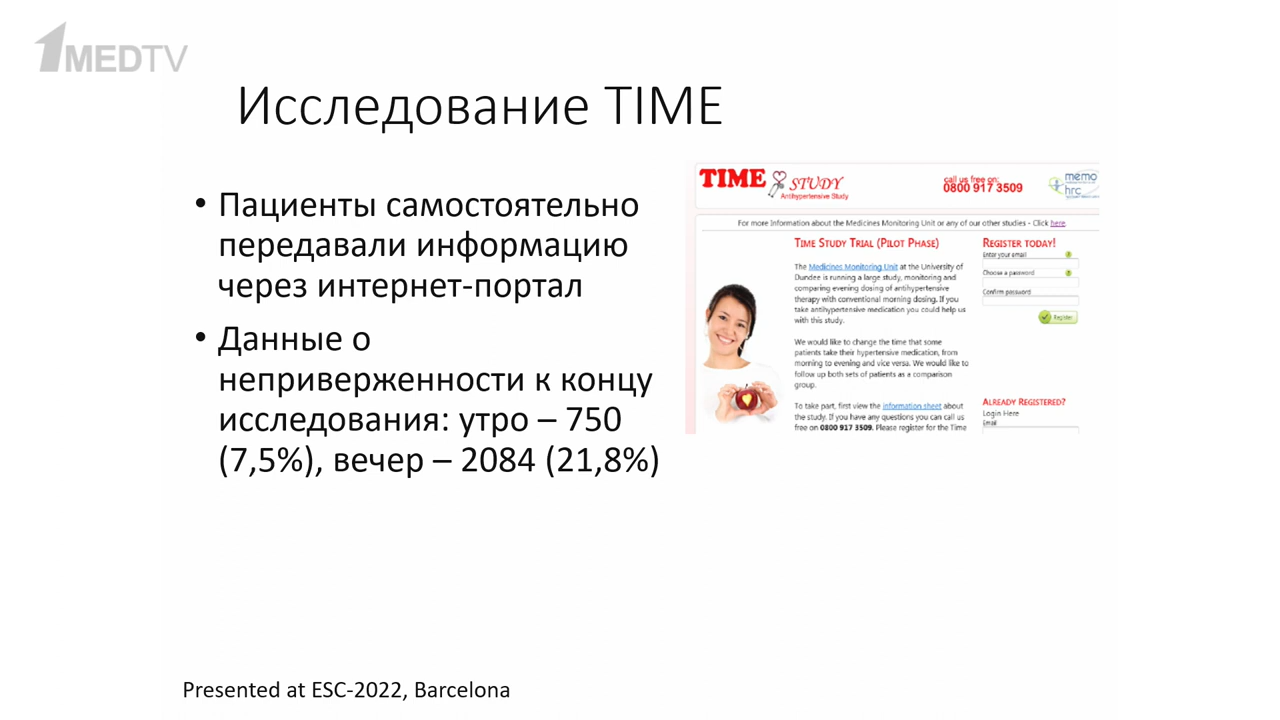 1MEDTV
Исследование TIME
• Пациенты самостоятельно
передавали информацию
через интернет-портал
• Данные о
неприверженности к концу
исследования: утро – 750
(7,5%), вечер – 2084 (21,8%)
TIME STUDY
Antihypertensive Study
call us free on:
0800 917 3509
memo
hrc
For more Information about the Medicines Monitoring Unit or any of our other studies - Click here.
TIME STUDY TRIAL (PILOT PHASE)
The Medicines Monitoring Unit at the University of
Dundee is running a large study, monitoring and
comparing evening dosing of antihypertensive
therapy with conventional morning dosing. If you
take antihypertensive medication you could help us
with this study.
We would like to change the time that some
patients take their hypertensive medication, from
morning to evening and vice versa. We would like to
follow up both sets of patients as a comparison
group.
To take part, first view the information sheet about
the study. If you have any questions you can call us
free on 0800 917 3509. Please register for the Time
REGISTER TODAY!
Enter your email
Choose a password
Confirm password
Register
ALREADY REGISTERED?
Login Here
Email
Presented at ESC-2022, Barcelona